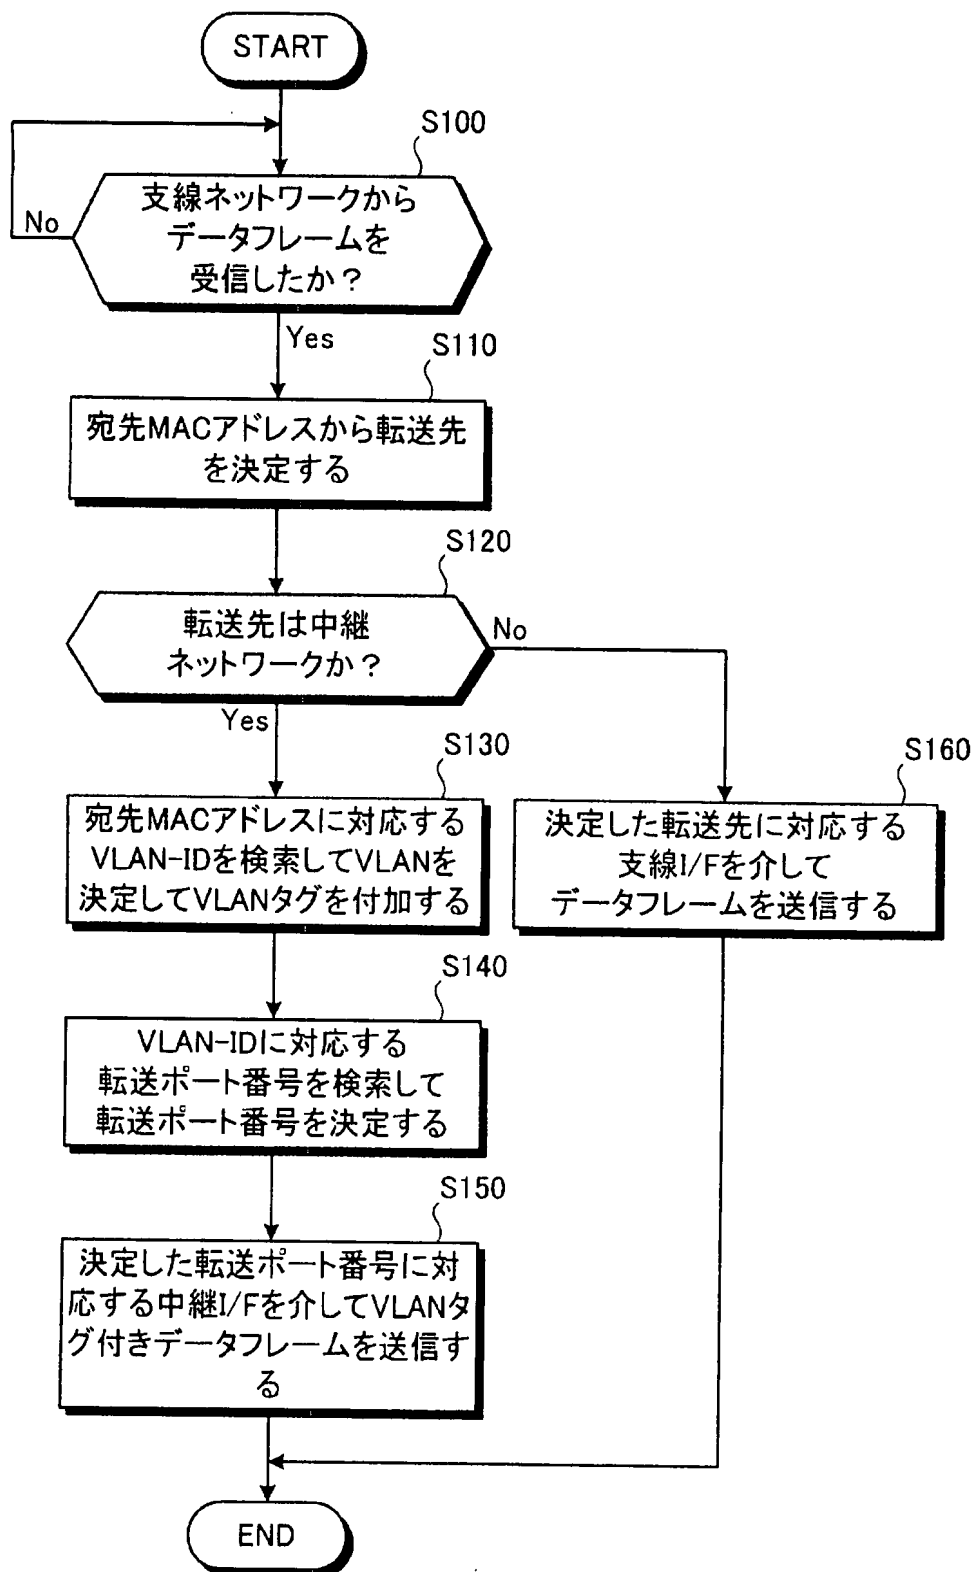 START
S100
支線ネットワークから
データフレームを
受信したか？
No
Yes
S110
宛先MACアドレスから転送先
を決定する
S120
転送先は中継
ネットワークか？
No
Yes
S130
宛先MACアドレスに対応する
VLAN-IDを検索してVLANを
決定してVLANタグを付加する
S160
決定した転送先に対応する
支線I/Fを介して
データフレームを送信する
S140
VLAN-IDに対応する
転送ポート番号を検索して
転送ポート番号を決定する
S150
決定した転送ポート番号に対
応する中継I/Fを介してVLANタ
グ付きデータフレームを送信す
る
END